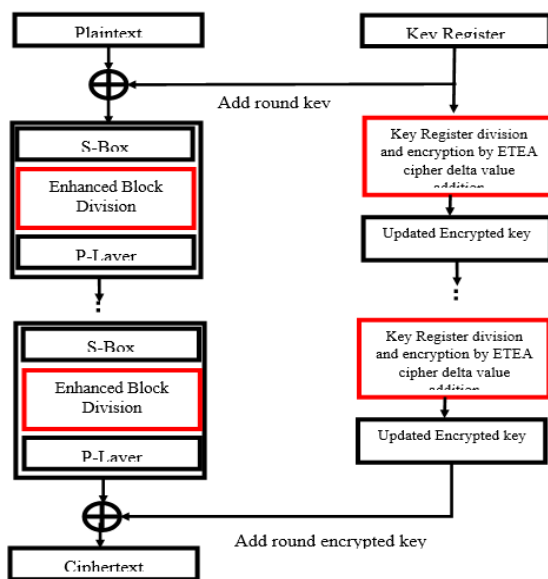 Plaintext
Key Register
Add round key
S-Box
Enhanced Block
Division
P-Layer
Key Register division
and encryption by ETEA
cipher delta value
addition
Updated Encrypted key
S-Box
Enhanced Block
Division
P-Layer
Key Register division
and encryption by ETEA
cipher delta value
addition
Updated Encrypted key
Add round encrypted key
Ciphertext